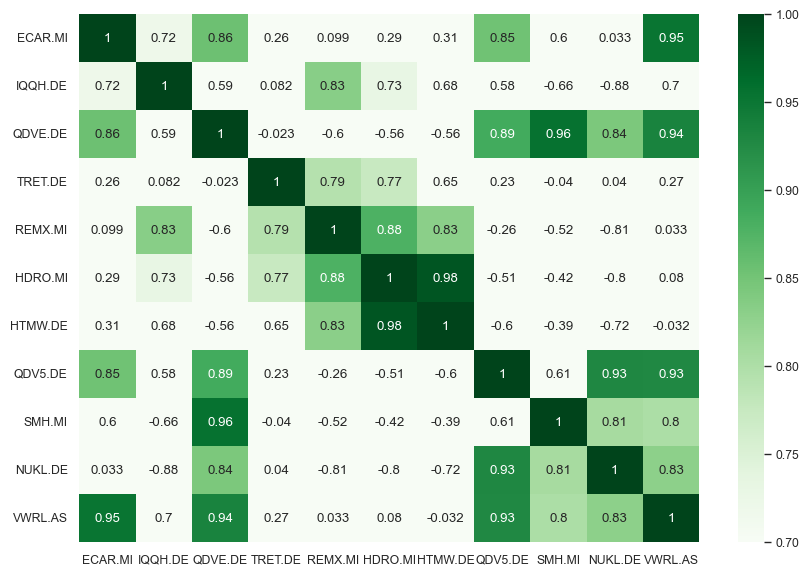 ECAR.MI 1 0.72 0.86 0.26 0.099 0.29 0.31 0.85 0.6 0.033 0.95
IQQH.DE 0.72 1 0.59 0.082 0.83 0.73 0.68 0.58 -0.66 -0.88 0.7
QDVE.DE 0.86 0.59 1 -0.023 -0.6 -0.56 -0.56 0.89 0.96 0.84 0.94
TRET.DE 0.26 0.082 -0.023 1 0.79 0.77 0.65 0.23 -0.04 0.04 0.27
REMX.MI 0.099 0.83 -0.6 0.79 1 0.88 0.83 -0.26 -0.52 -0.81 0.033
HDRO.MI 0.29 0.73 -0.56 0.77 0.88 1 0.98 -0.51 -0.42 -0.8 0.08
HTMW.DE 0.31 0.68 -0.56 0.65 0.83 0.98 1 -0.6 -0.39 -0.72 -0.032
QDV5.DE 0.85 0.58 0.89 0.23 -0.26 -0.51 -0.6 1 0.61 0.93 0.93
SMH.MI 0.6 -0.66 0.96 -0.04 -0.52 -0.42 -0.39 0.61 1 0.81 0.8
NUKL.DE 0.033 -0.88 0.84 0.04 -0.81 -0.8 -0.72 0.93 0.81 1 0.83
VWRL.AS 0.95 0.7 0.94 0.27 0.033 0.08 -0.032 0.93 0.8 0.83 1
ECAR.MI IQQH.DE QDVE.DE TRET.DE REMX.MI HDRO.MI HTMW.DE QDV5.DE SMH.MI NUKL.DE VWRL.AS
1.00
0.95
0.90
0.85
0.80
0.75
0.70